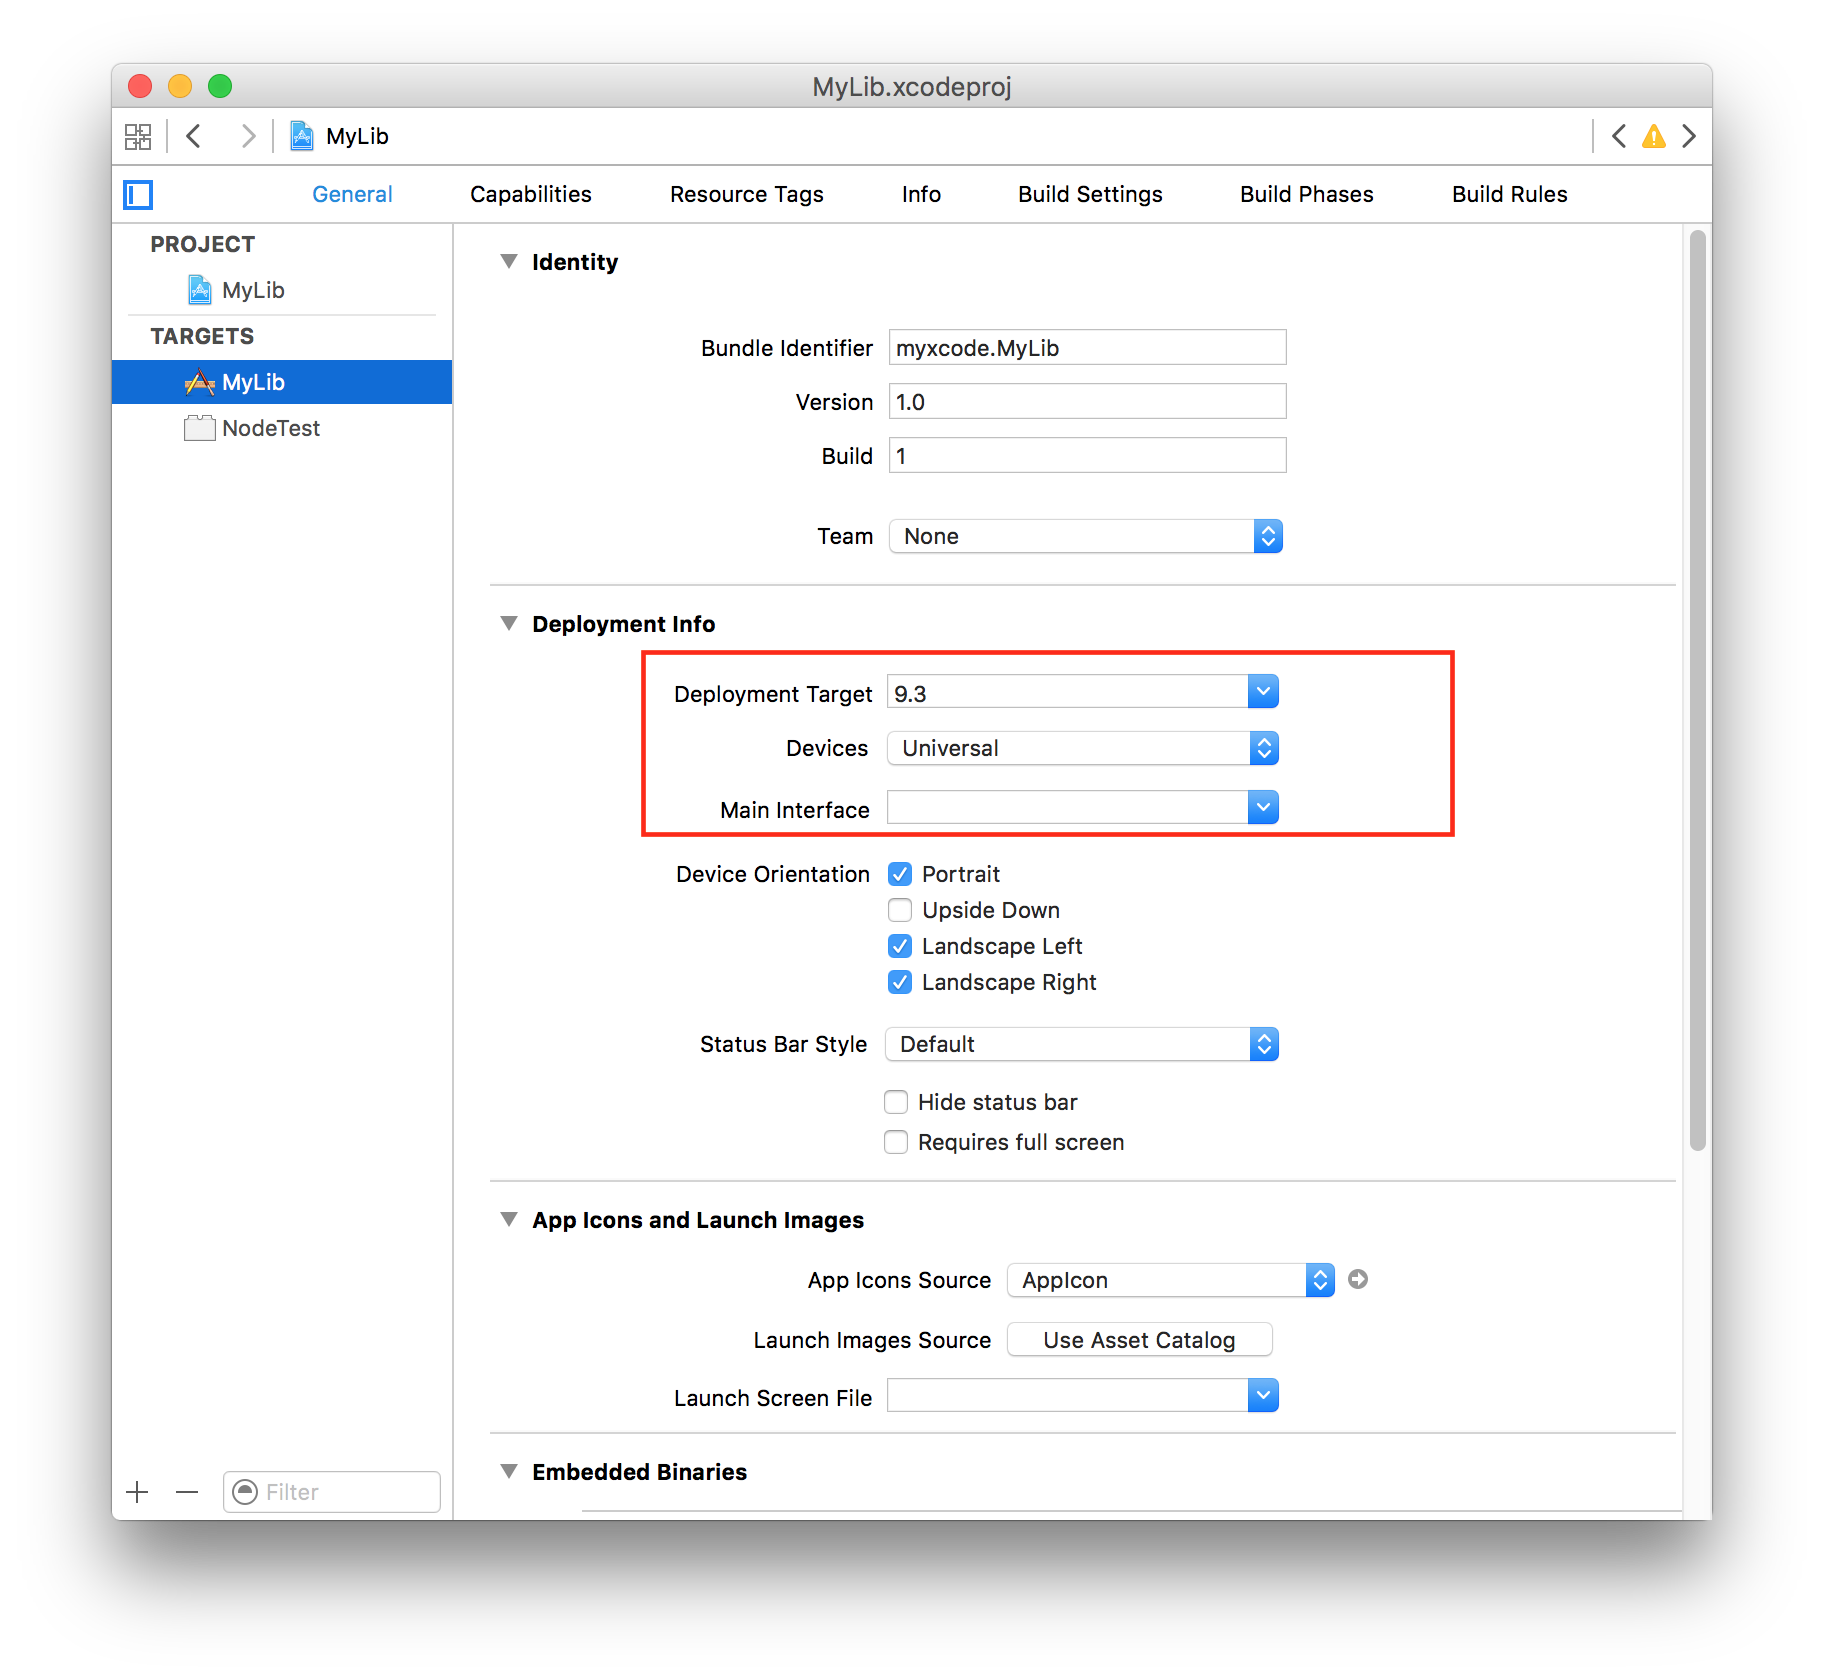 MyLib.xcodeproj
MyLib
General Capabilities Resource Tags Info Build Settings Build Phases Build Rules
PROJECT
MyLib
TARGETS
MyLib
NodeTest
Identity
Bundle Identifier myxcode.MyLib
Version 1.0
Build 1
Team None
Deployment Info
Deployment Target 9.3
Devices Universal
Main Interface
Device Orientation Portrait
Upside Down
Landscape Left
Landscape Right
Status Bar Style Default
Hide status bar
Requires full screen
App Icons and Launch Images
App Icons Source AppIcon
Launch Images Source Use Asset Catalog
Launch Screen File
Embedded Binaries
Filter